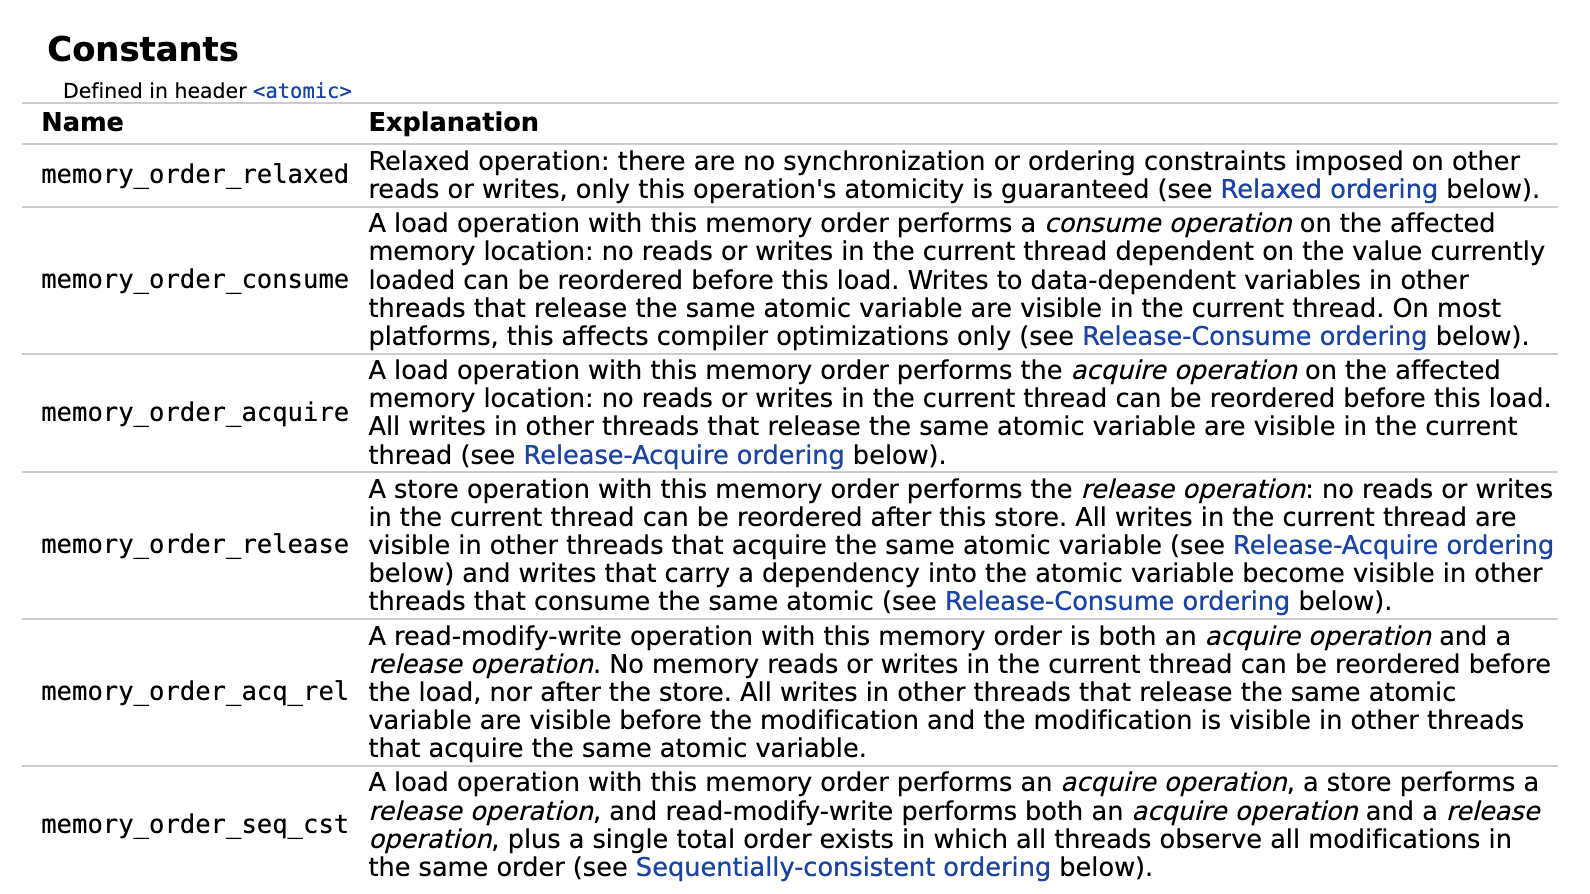 Constants
Defined in header <atomic>
Name Explanation
memory_order_relaxed
Relaxed operation: there are no synchronization or ordering constraints imposed on other
reads or writes, only this operation's atomicity is guaranteed (see Relaxed ordering below).
memory_order_consume
A load operation with this memory order performs a consume operation on the affected
memory location: no reads or writes in the current thread dependent on the value currently
loaded can be reordered before this load. Writes to data-dependent variables in other
threads that release the same atomic variable are visible in the current thread. On most
platforms, this affects compiler optimizations only (see Release-Consume ordering below).
memory_order_acquire
A load operation with this memory order performs the acquire operation on the affected
memory location: no reads or writes in the current thread can be reordered before this load.
All writes in other threads that release the same atomic variable are visible in the current
thread (see Release-Acquire ordering below).
memory_order_release
A store operation with this memory order performs the release operation: no reads or writes
in the current thread can be reordered after this store. All writes in the current thread are
visible in other threads that acquire the same atomic variable (see Release-Acquire ordering
below) and writes that carry a dependency into the atomic variable become visible in other
threads that consume the same atomic (see Release-Consume ordering below).
memory_order_acq_rel
A read-modify-write operation with this memory order is both an acquire operation and a
release operation. No memory reads or writes in the current thread can be reordered before
the load, nor after the store. All writes in other threads that release the same atomic
variable are visible before the modification and the modification is visible in other threads
that acquire the same atomic variable.
memory_order_seq_cst
A load operation with this memory order performs an acquire operation, a store performs a
release operation, and read-modify-write performs both an acquire operation and a release
operation, plus a single total order exists in which all threads observe all modifications in
the same order (see Sequentially-consistent ordering below).